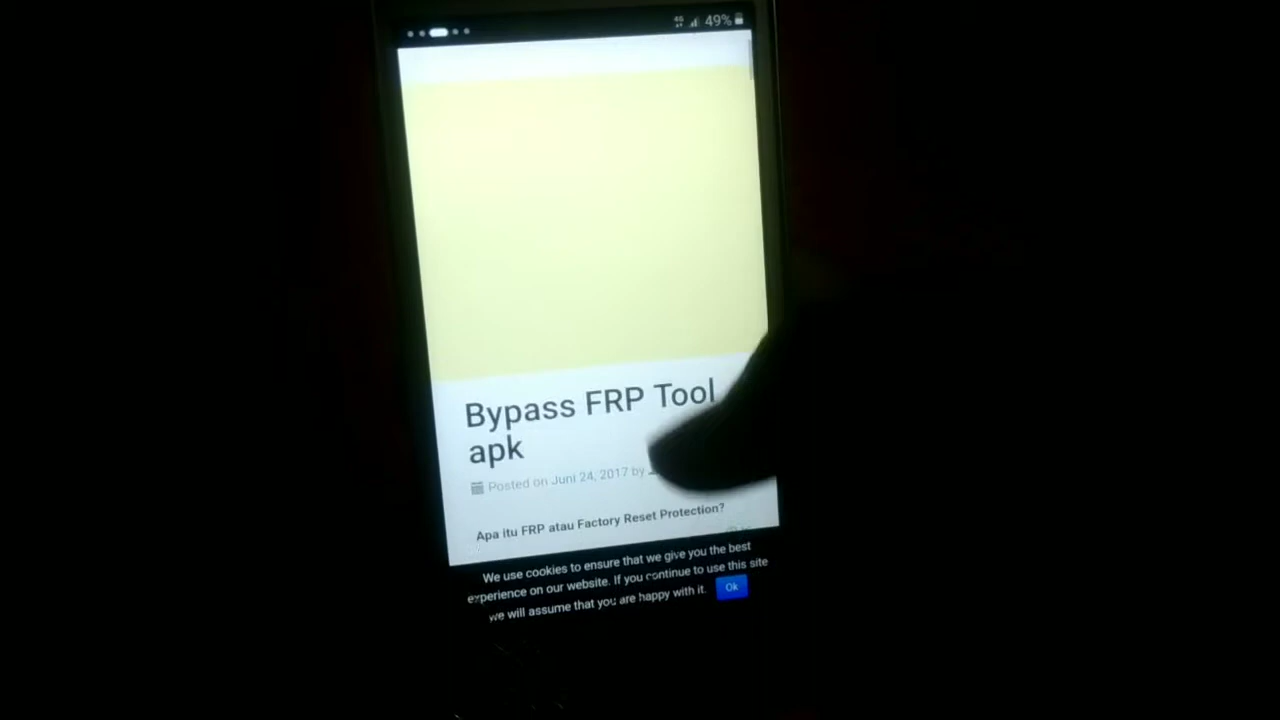 4G 49%
Bypass FRP Tool
apk
Posted on Juni 24, 2017 by
Apa itu FRP atau Factory Reset Protection?
We use cookies to ensure that we give you the best
experience on our website. If you continue to use this site
we will assume that you are happy with it. Ok